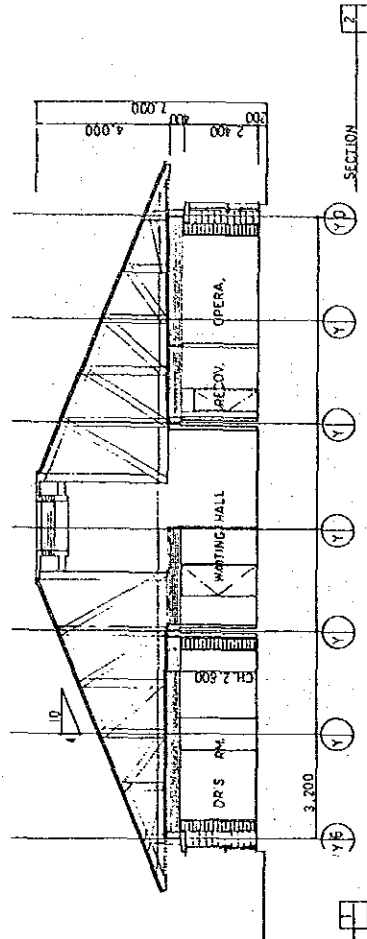 10
7,000
4,000
400
2,400
200
DR'S RM.
CH. 2,600
WAITING HALL
RECOV.
OPERA.
3,200
Y6
Y
Y
Y
Y
Y
Y
1
SECTION
2